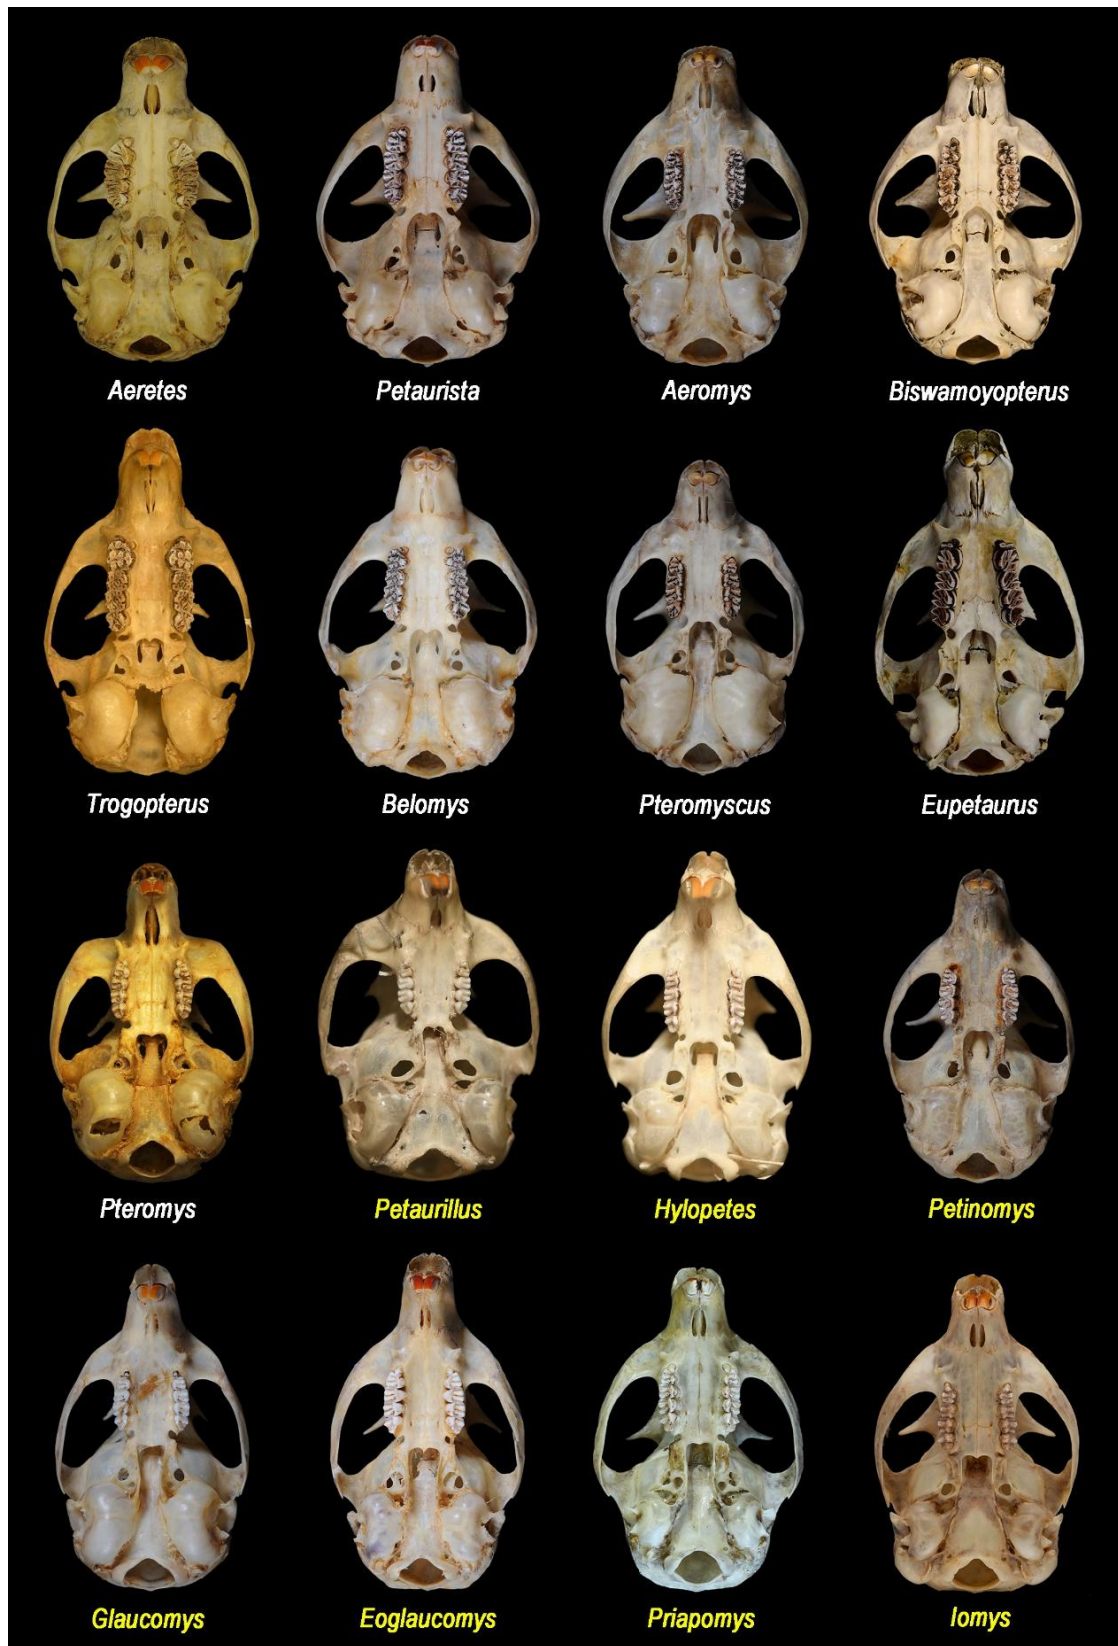 Aeretes
Petaurista
Aeromys
Biswamoyopterus
Trogopterus
Belomys
Pteromyscus
Eupetaurus
Pteromys
Petaurillus
Hylopetes
Petinomys
Glaucomys
Eoglaucomys
Priapomys
Iomys